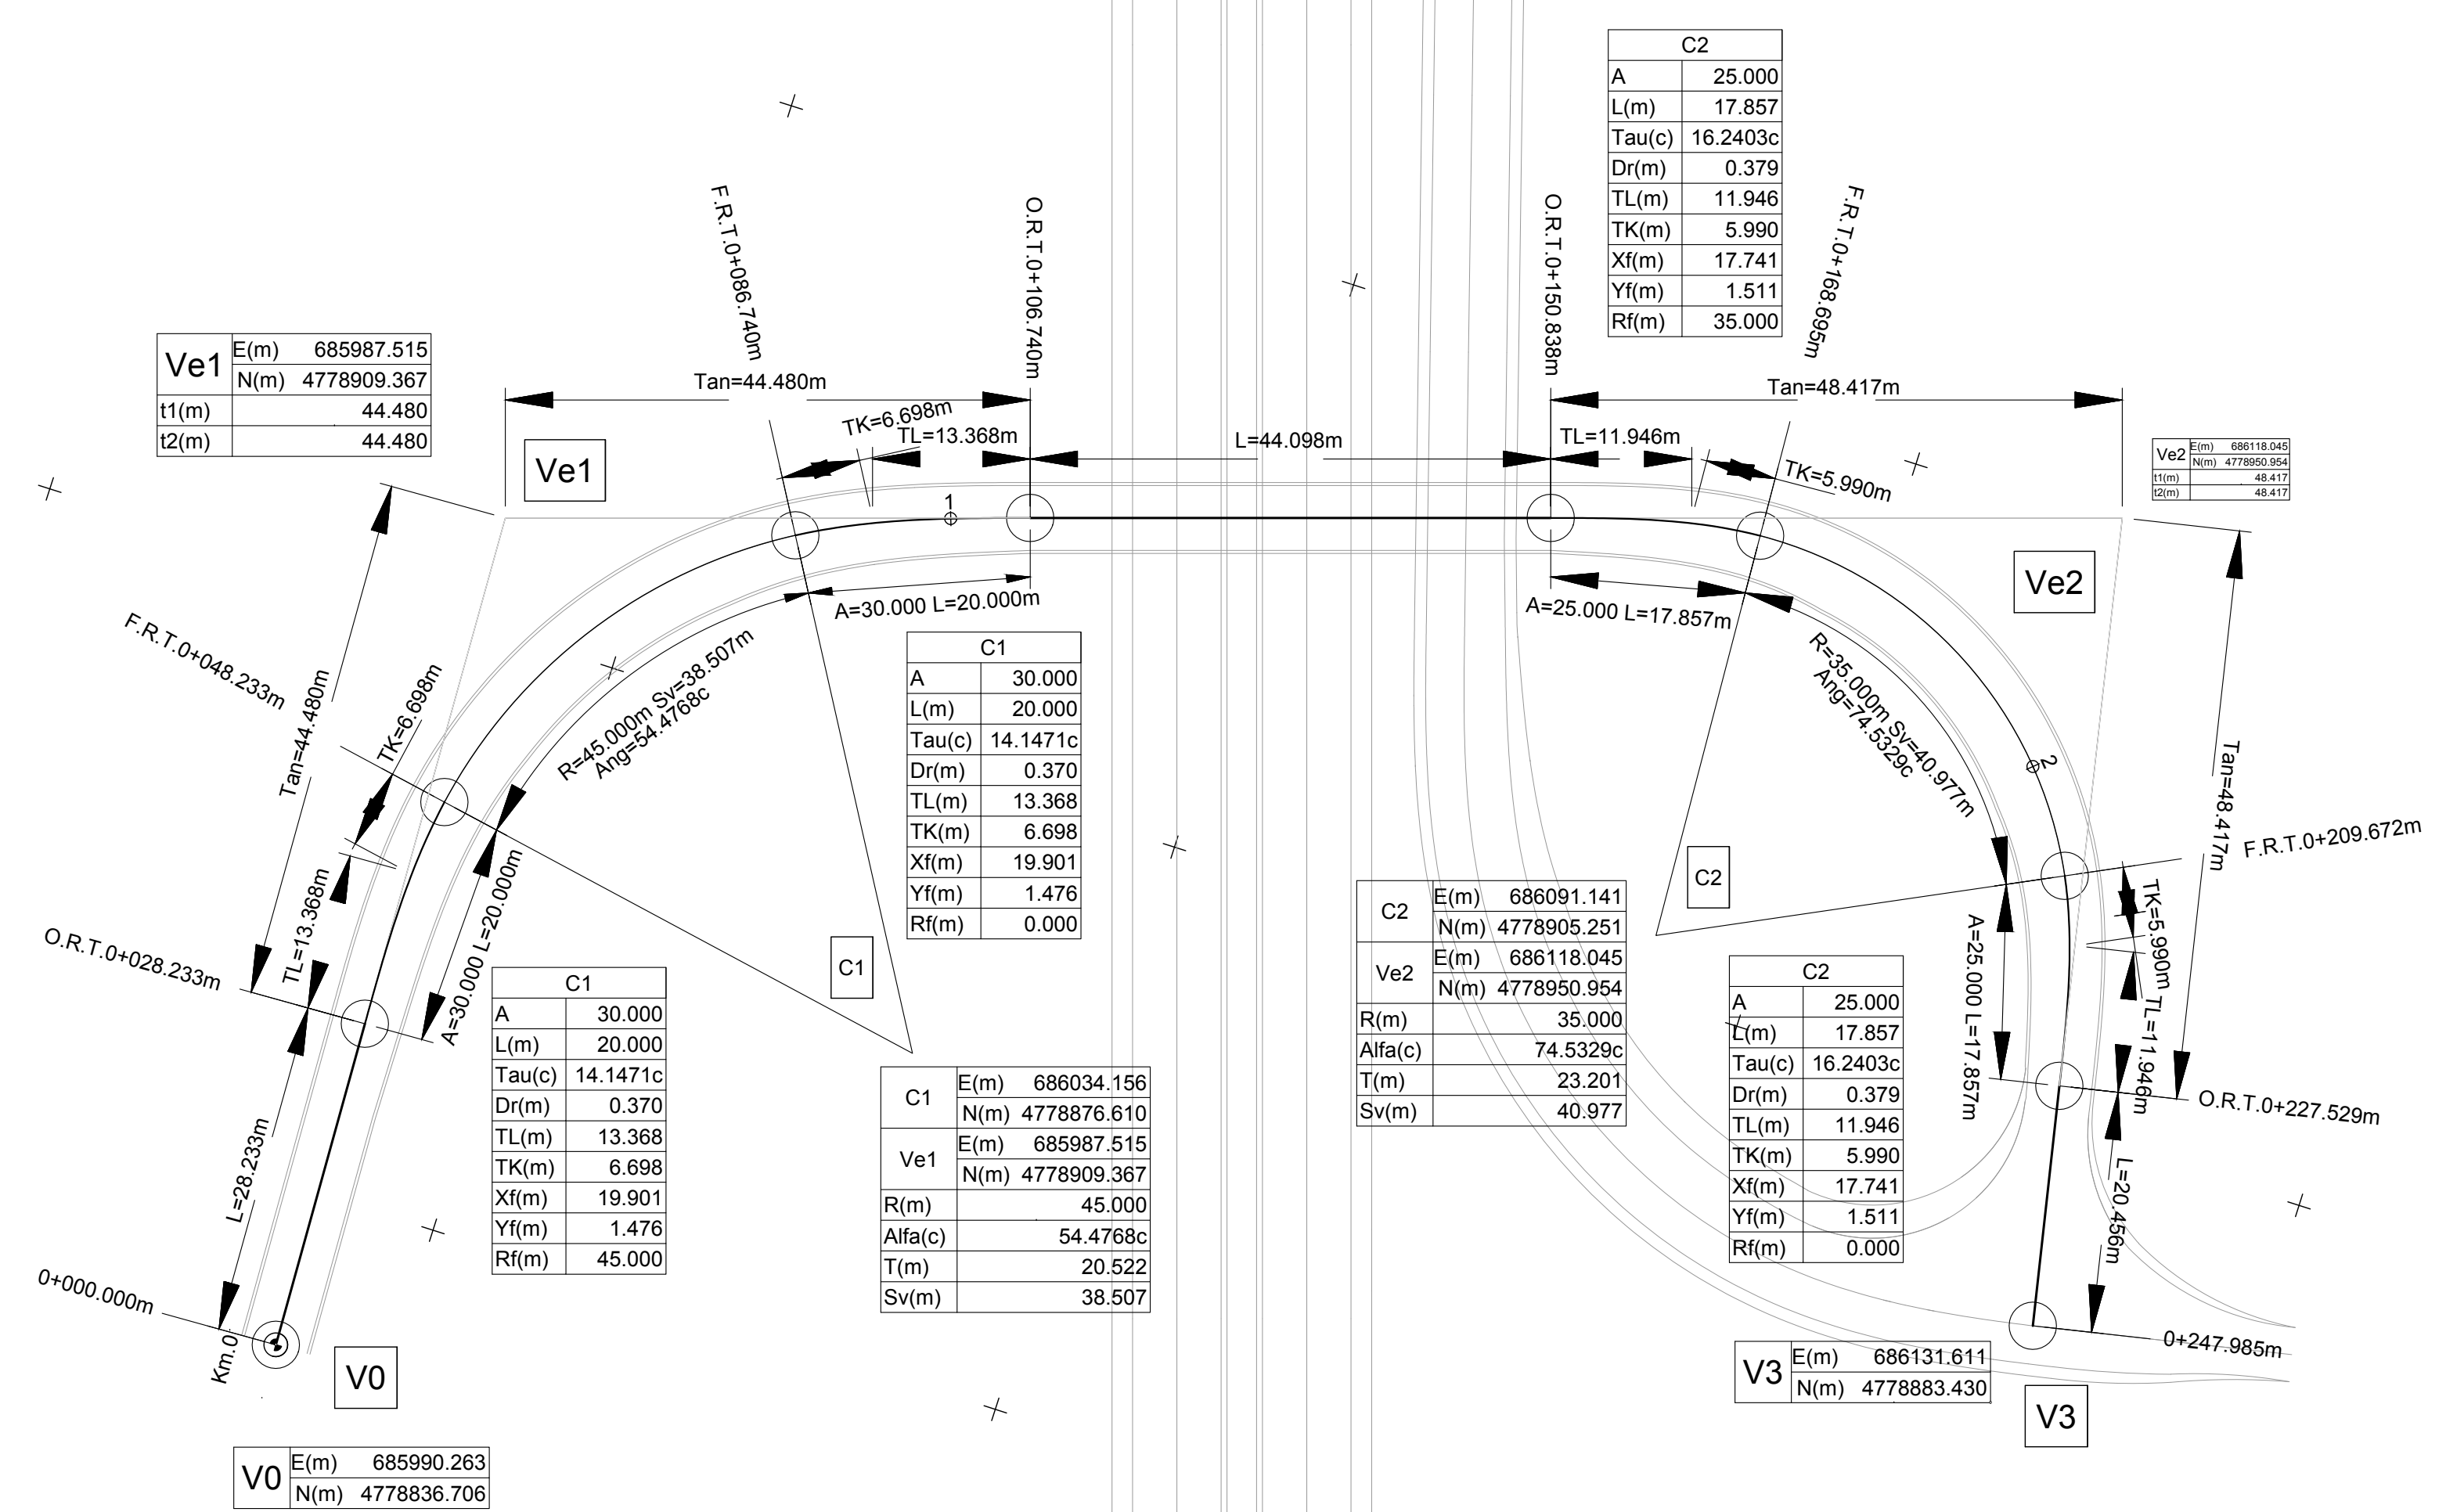 C2
A 25.000
L(m) 17.857
Tau(c) 16.2403c
Dr(m) 0.379
TL(m) 11.946
TK(m) 5.990
Xf(m) 17.741
Yf(m) 1.511
Rf(m) 35.000
F.R.T.0+086.740m
O.R.T.0+106.740m
O.R.T.0+150.838m
F.R.T.0+168.695m
Ve1 E(m) 685987.515
N(m) 4778909.367
t1(m) 44.480
t2(m) 44.480
Tan=44.480m
Tan=48.417m
TK=6.698m
TL=13.368m
L=44.098m
TL=11.946m
TK=5.990m
Ve1
Ve2 E(m) 686118.045
N(m) 4778950.954
t1(m) 48.417
t2(m) 48.417
1
Ve2
A=30.000 L=20.000m
A=25.000 L=17.857m
F.R.T.0+048.233m
Tan=44.480m
TK=6.698m
R=45.000m Sv=38.507m
Ang=54.4768c
C1
A 30.000
L(m) 20.000
Tau(c) 14.1471c
Dr(m) 0.370
TL(m) 13.368
TK(m) 6.698
Xf(m) 19.901
Yf(m) 1.476
Rf(m) 0.000
R=35.000m Sv=40.977m
Ang=74.5329c
2
Tan=48.417m
F.R.T.0+209.672m
C2
C2 E(m) 686091.141
N(m) 4778905.251
Ve2 E(m) 686118.045
N(m) 4778950.954
R(m) 35.000
Alfa(c) 74.5329c
T(m) 23.201
Sv(m) 40.977
TK=5.990m
TL=11.946m
A=25.000 L=17.857m
O.R.T.0+028.233m
TL=13.368m
A=30.000 L=20.000m
C1
C1
A 30.000
L(m) 20.000
Tau(c) 14.1471c
Dr(m) 0.370
TL(m) 13.368
TK(m) 6.698
Xf(m) 19.901
Yf(m) 1.476
Rf(m) 45.000
C2
A 25.000
L(m) 17.857
Tau(c) 16.2403c
Dr(m) 0.379
TL(m) 11.946
TK(m) 5.990
Xf(m) 17.741
Yf(m) 1.511
Rf(m) 0.000
C1 E(m) 686034.156
N(m) 4778876.610
Ve1 E(m) 685987.515
N(m) 4778909.367
R(m) 45.000
Alfa(c) 54.4768c
T(m) 20.522
Sv(m) 38.507
O.R.T.0+227.529m
L=28.233m
L=20.456m
0+000.000m
Km.0
V0
0+247.985m
V3 E(m) 686131.611
N(m) 4778883.430
V3
V0 E(m) 685990.263
N(m) 4778836.706